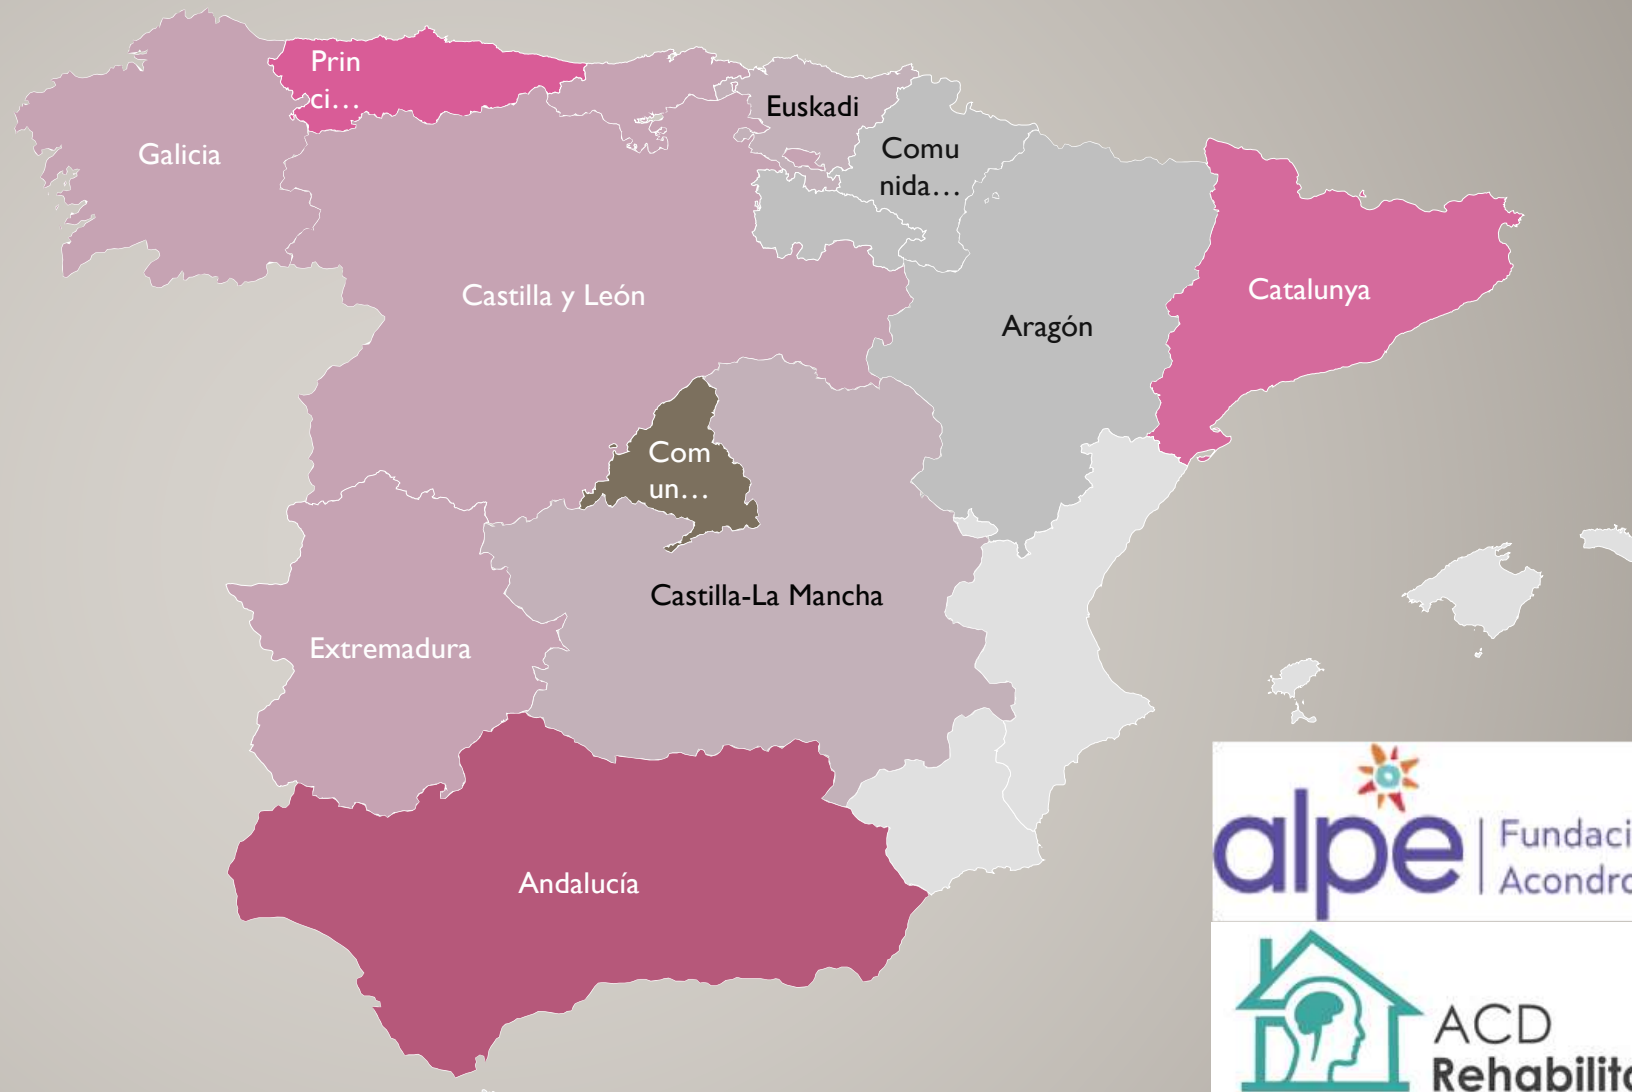 Prin
ci…
Galicia
Euskadi
Comu
nida…
Castilla y León
Catalunya
Aragón
Com
un…
Castilla-La Mancha
Extremadura
Andalucía
alpe
Fundaci
Acondro
ACD
Rehabilita